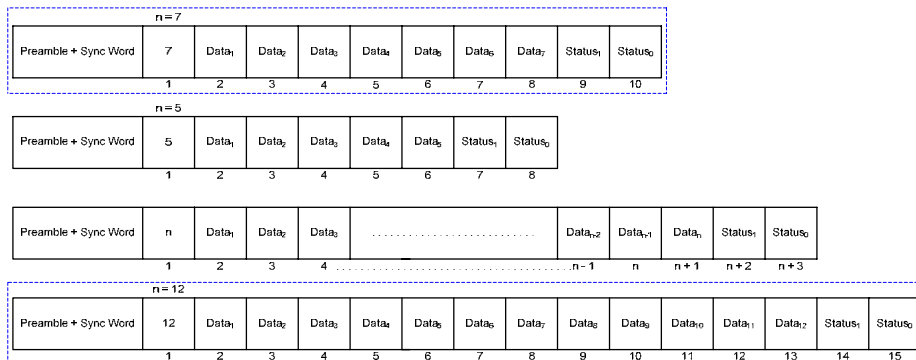 n = 7
Preamble + Sync Word 7 Data₁ Data₂ Data₃ Data₄ Data₅ Data₆ Data₇ Status₁ Status₀
1 2 3 4 5 6 7 8 9 10
n = 5
Preamble + Sync Word 5 Data₁ Data₂ Data₃ Data₄ Data₅ Status₁ Status₀
1 2 3 4 5 6 7 8
Preamble + Sync Word n Data₁ Data₂ Data₃ ............................ Dataₙ₋₂ Dataₙ₋₁ Dataₙ Status₁ Status₀
1 2 3 4 ........................................ n - 1 n n + 1 n + 2 n + 3
n = 12
Preamble + Sync Word 12 Data₁ Data₂ Data₃ Data₄ Data₅ Data₆ Data₇ Data₈ Data₉ Data₁₀ Data₁₁ Data₁₂ Status₁ Status₀
1 2 3 4 5 6 7 8 9 10 11 12 13 14 15